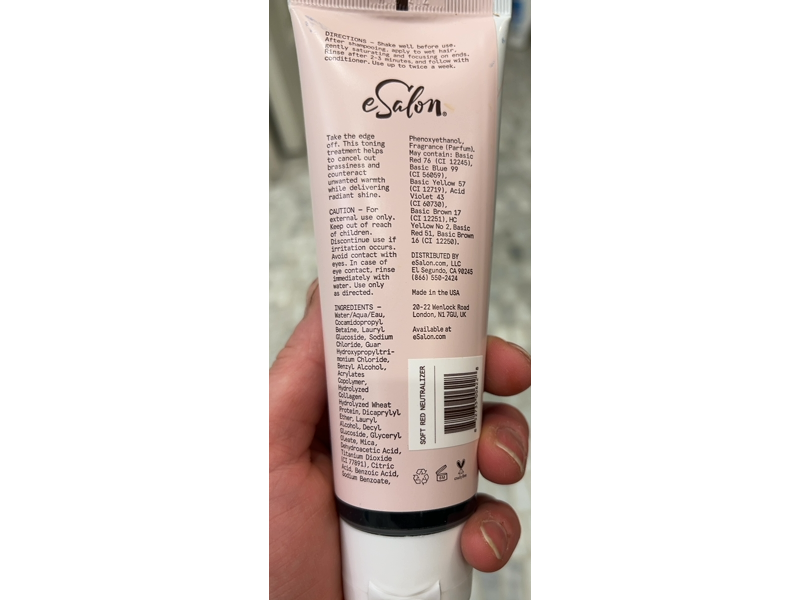 DIRECTIONS – Shake well before use.
After shampooing, apply to wet hair,
gently saturating and focusing on ends.
Rinse after 2-3 minutes, and follow with
conditioner. Use up to twice a week.
eSalon®
Take the edge
off. This toning
treatment helps
to cancel out
brassiness and
counteract
unwanted warmth
while delivering
radiant shine.
CAUTION – For
external use only.
Keep out of reach
of children.
Discontinue use if
irritation occurs.
Avoid contact with
eyes. In case of
eye contact, rinse
immediately with
water. Use only
as directed.
INGREDIENTS –
Water/Aqua/Eau,
Cocamidopropyl
Betaine, Lauryl
Glucoside, Sodium
Chloride, Guar
Hydroxypropyltri-
monium Chloride,
Benzyl Alcohol,
Acrylates
Copolymer,
Hydrolyzed
Collagen,
Hydrolyzed Wheat
Protein, Dicaprylyl
Ether, Lauryl
Alcohol, Decyl
Glucoside, Glyceryl
Oleate, Mica,
Dehydroacetic Acid,
Titanium Dioxide
(CI 77891), Citric
Acid, Benzoic Acid,
Sodium Benzoate,
Phenoxyethanol,
Fragrance (Parfum).
May contain: Basic
Red 76 (CI 12245),
Basic Blue 99
(CI 56059),
Basic Yellow 57
(CI 12719), Acid
Violet 43
(CI 60730),
Basic Brown 17
(CI 12251), HC
Yellow No 2, Basic
Red 51, Basic Brown
16 (CI 12250).
DISTRIBUTED BY
eSalon.com, LLC
El Segundo, CA 90245
(866) 550-2424
Made in the USA
20-22 Wenlock Road
London, N1 7GU, UK
Available at
eSalon.com
SOFT RED NEUTRALIZER